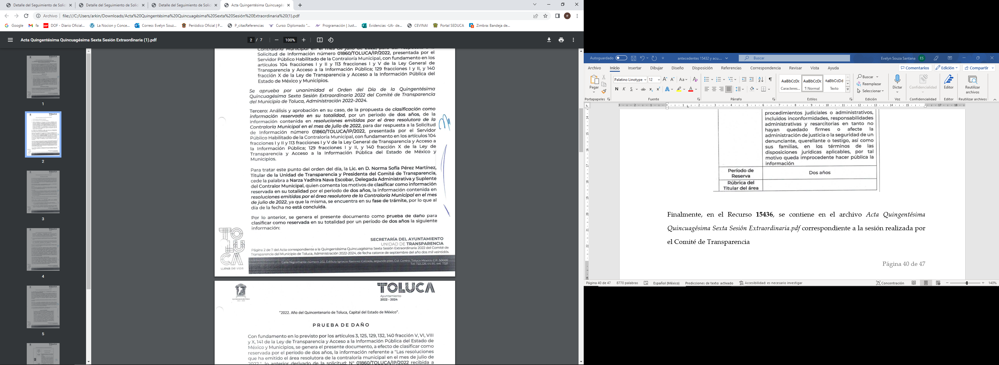 Detalle del Seguimiento de Solic
Detalle del Seguimiento de Solic
Detalle del Seguimiento de Solic
Acta Quingentésima Quincuagés
Archivo | file:///C:/Users/arkin/Downloads/Acta%20Quingentésima%20Quincuagésima%20Sexta%20Sesión%20Extraordinaria%20(1).pdf
e
Google
fa
DOF - Diario Oficial...
La Nocion y Conce...
Correo: Evelyn Souz...
Periódico Oficial | P...
P_citasReferencias
Curso: Diplomado "...
Programación | Just...
Evidencias -UA- de...
CEVINAI
Portal SEDUCA
Zimbra: Bandeja de...
Acta Quingentésima Quincuagésima Sexta Sesión Extraordinaria (1).pdf
2 / 7
100%
1
2
3
4
5
Contraloría Municipal en el mes de julio de 2022, para dar respuesta a la
Solicitud de Información número 01860/TOLUCA/IP/2022, presentada por el
Servidor Público Habilitado de la Contraloría Municipal, con fundamento en los
artículos 104 fracciones I y II y 113 fracciones I y V de la Ley General de
Transparencia y Acceso a la Información Pública; 129 fracciones I y II, y 140
fracción X de la Ley de Transparencia y Acceso a la Información Pública del
Estado de México y Municipios.
Se aprueba por unanimidad el Orden del Día de la Quingentésima
Quincuagésima Sexta Sesión Extraordinaria 2022 del Comité de Transparencia
del Municipio de Toluca, Administración 2022–2024.
Tercero: Análisis y aprobación en su caso, de la propuesta de clasificación como
información reservada en su totalidad, por un periodo de dos años, de la
información contenida en resoluciones emitidas por el área resolutora de la
Contraloría Municipal en el mes de julio de 2022, para dar respuesta a la Solicitud
de Información número 01860/TOLUCA/IP/2022, presentada por el Servidor
Público Habilitado de la Contraloría Municipal, con fundamento en los artículos 104
fracciones I y II y 113 fracciones I y V de la Ley General de Transparencia y Acceso a
la Información Pública; 129 fracciones I y II, y 140 fracción X de la Ley de
Transparencia y Acceso a la Información Pública del Estado de México y
Municipios.
Para tratar este punto del orden del día, la Lic. en D. Norma Sofía Pérez Martínez,
Titular de la Unidad de Transparencia y Presidenta del Comité de Transparencia,
cede la palabra a Narza Yadhira Nava Escobar, Delegada Administrativa y Suplente
del Contralor Municipal, quien comenta los motivos de clasificar como información
reservada en su totalidad por el periodo de dos años, la información contenida en
resoluciones emitidas por el área resolutora de la Contraloría Municipal en el mes
de julio de 2022, ya que la misma, se encuentra en su fase de trámite, por lo que al
día de la fecha no está concluida.
Por lo anterior, se genera el presente documento como prueba de daño para
clasificar como reservada en su totalidad por un período de dos años la siguiente
información:
TO
LU
CA
LLENA DE VIDA
SECRETARÍA DEL AYUNTAMIENTO
UNIDAD DE TRANSPARENCIA
Página 2 de 7 del Acta correspondiente a la Quingentésima Quincuagésima Sexta Sesión Extraordinaria 2022 del Comité de
Transparencia del Municipio de Toluca, Administración 2022-2024, de fecha catorce de septiembre del año dos mil veintidós.
Calle Nigromante número 202, Edificio Ignacio Ramírez Calzada, segundo piso, Col. Centro, Toluca México, C.P. 50000
Tel: 722.226.44.90, ext. 7321
TOLUCA
Ayuntamiento
2022 - 2024
"2022. Año del Quincentenario de Toluca, Capital del Estado de México".
PRUEBA DE DAÑO
Con fundamento en lo previsto por los artículos 3, 125, 129, 132, 140 fracción V, VI, VIII
y X, 141 de la Ley de Transparencia y Acceso a la Información Pública del Estado de
México y Municipios, se genera el presente documento, a efecto de clasificar como
reservada por el período de dos años, la información referente a "Las resoluciones
que ha emitido el área resolutora de la contraloría municipal en el mes de julio de
2022." lo anterior derivado de la solicitud: N° 01860/TOLUCA/IP/2022 recibida a
Autoguardado
antecedentes 15432 y acu....
Buscar
Evelyn Souza Santana ES
Archivo Inicio Insertar Dibujar Diseño Disposición Referencias Correspondencia Revisar Vista Ayuda
Comentarios Edición Compartir
Pegar
Palatino Linotype 12
N K S ab x₂ x² A A
AaBbCcDc AaBbCcDc AaBbCcDd
Caracteres... ¶ Normal Texto
Buscar
Reemplazar
Seleccionar
Dictar
Confidencialidad
Editor
Reutilizar
archivos
Portapapeles Fuente Párrafo Estilos Edición Voz Confidencialidad Editor Reutilizar archivos
procedimientos judiciales o administrativos,
incluidos inconformidades, responsabilidades
administrativas y resarcitorias en tanto no
hayan quedado firmes o afecte la
administración de justicia o la seguridad de un
denunciante, querellante o testigo, así como
sus familias, en los términos de las
disposiciones jurídicas aplicables, por tal
motivo queda improcedente hacer pública la
información
Período de
Reserva
Dos años
Rúbrica del
Titular del área
Finalmente, en el Recurso 15436, se contiene en el archivo Acta Quingentésima
Quincuagésima Sexta Sesión Extraordinaria.pdf correspondiente a la sesión realizada por
el Comité de Transparencia
Página 40 de 47
Página 40 de 47 8770 palabras Español (México) Predicciones de texto: activado Accesibilidad: es necesario investigar Concentración 140%